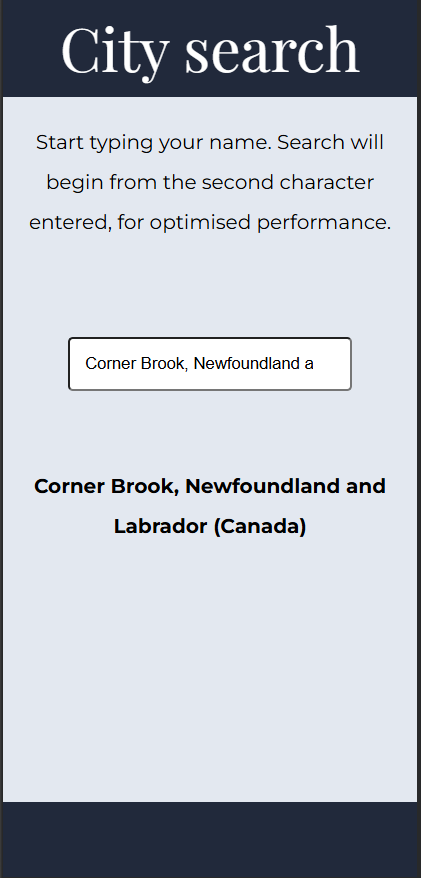 City search
Start typing your name. Search will
begin from the second character
entered, for optimised performance.
Corner Brook, Newfoundland a
Corner Brook, Newfoundland and
Labrador (Canada)